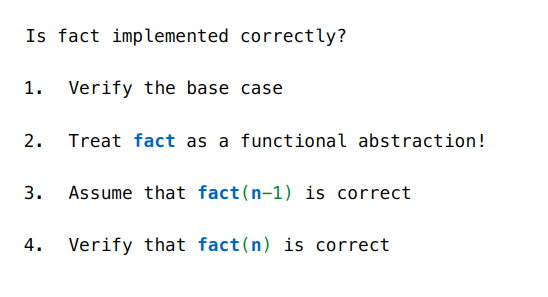 Is fact implemented correctly?
1. Verify the base case
2. Treat fact as a functional abstraction!
3. Assume that fact(n−1) is correct
4. Verify that fact(n) is correct